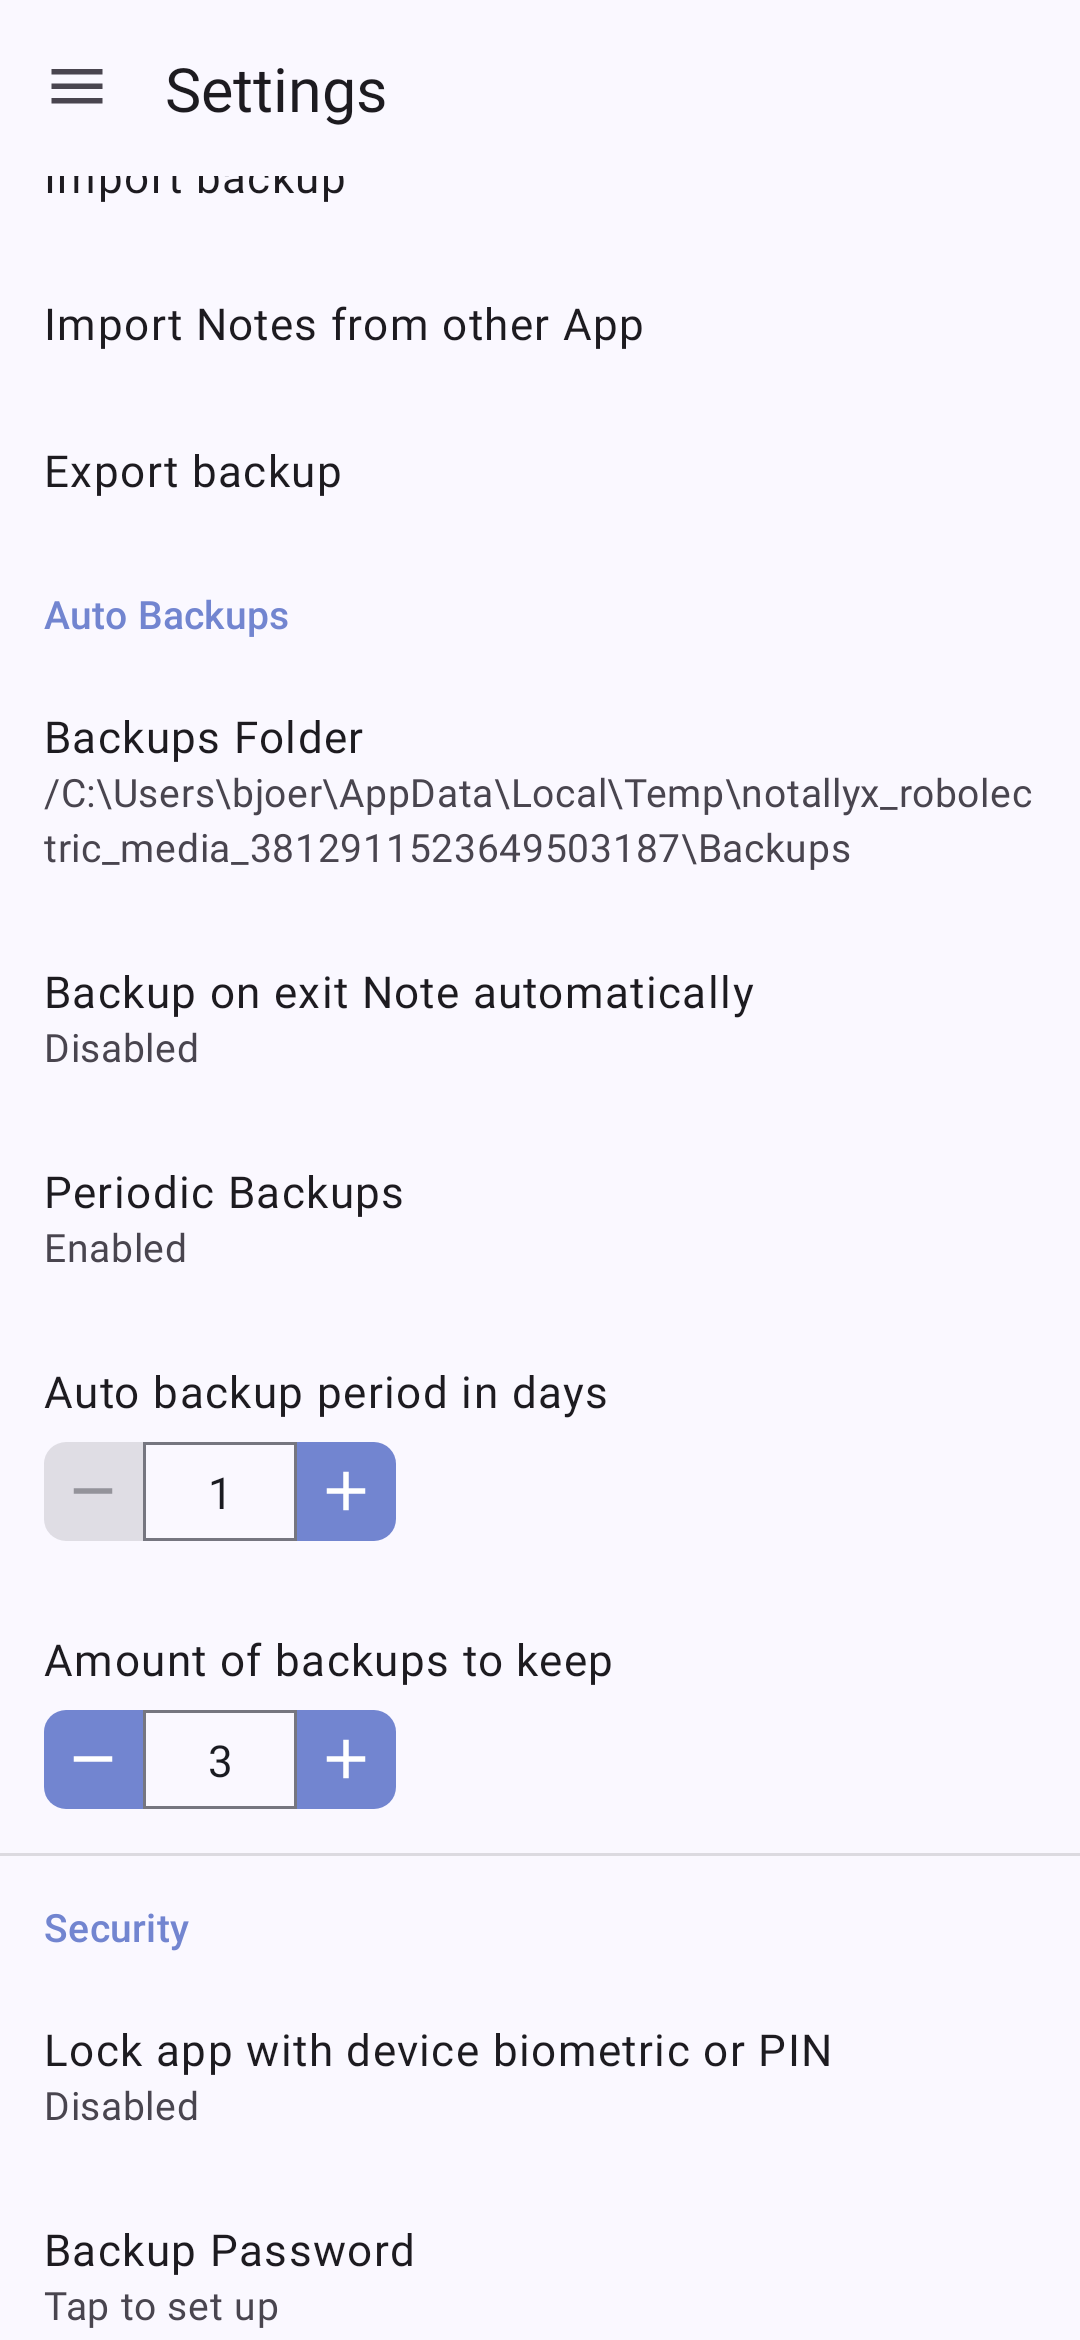 Settings
Import backup
Import Notes from other App
Export backup
Auto Backups
Backups Folder
/C:\Users\bjoer\AppData\Local\Temp\notallyx_robolec
tric_media_3812911523649503187\Backups
Backup on exit Note automatically
Disabled
Periodic Backups
Enabled
Auto backup period in days
1
Amount of backups to keep
3
Security
Lock app with device biometric or PIN
Disabled
Backup Password
Tap to set up